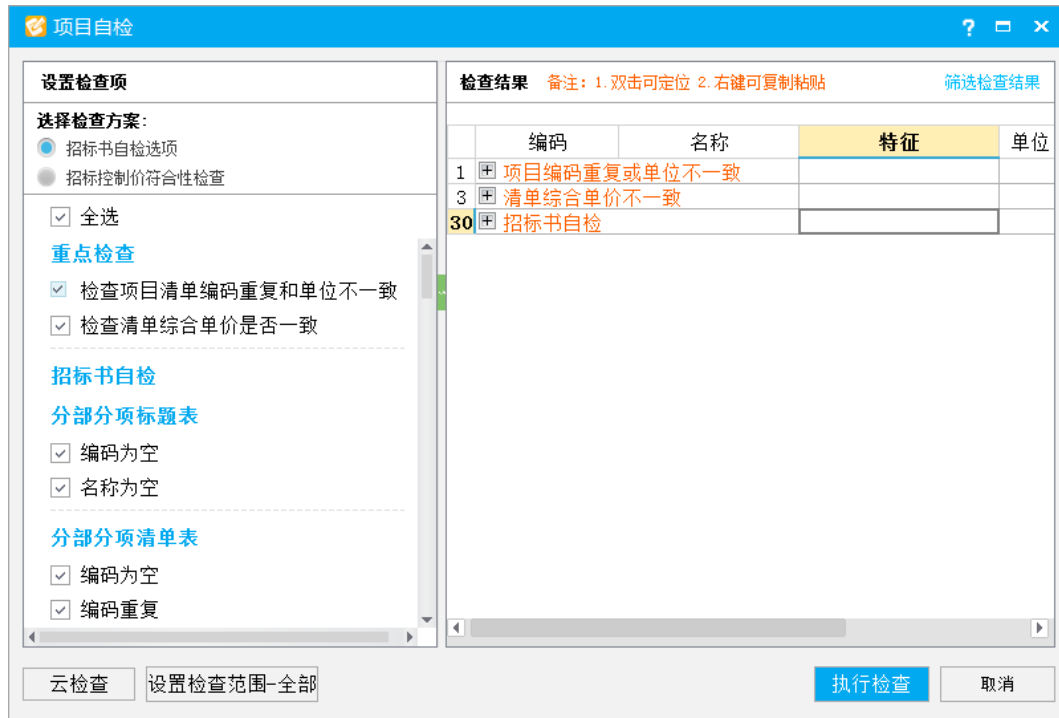 项目自检
设置检查项
选择检查方案:
招标书自检选项
招标控制价符合性检查
全选
重点检查
检查项目清单编码重复和单位不一致
检查清单综合单价是否一致
招标书自检
分部分项标题表
编码为空
名称为空
分部分项清单表
编码为空
编码重复
检查结果 备注: 1.双击可定位 2.右键可复制粘贴 筛选检查结果
编码 名称 特征 单位
1 项目编码重复或单位不一致
3 清单综合单价不一致
30 招标书自检
云检查 设置检查范围-全部 执行检查 取消